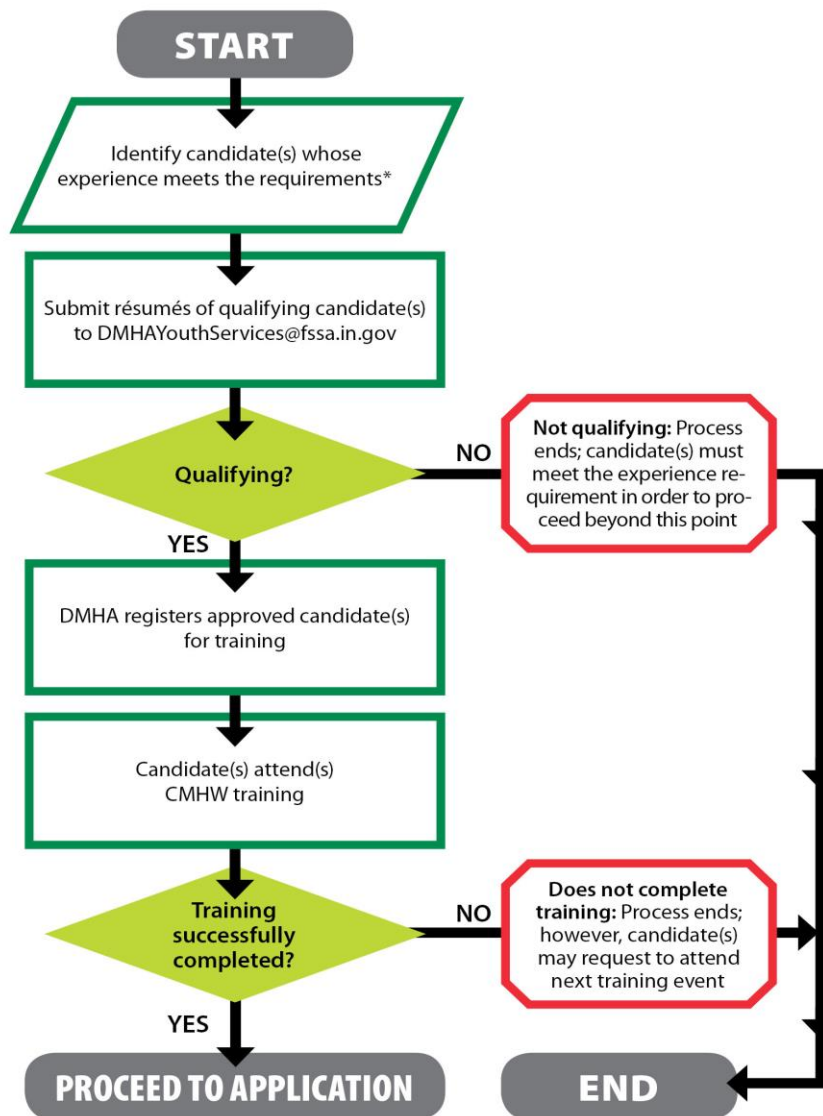 START
Identify candidate(s) whose
experience meets the requirements*
Submit résumés of qualifying candidate(s)
to DMHAYouthServices@fssa.in.gov
Qualifying?
NO
Not qualifying: Process
ends; candidate(s) must
meet the experience re-
quirement in order to pro-
ceed beyond this point
YES
DMHA registers approved candidate(s)
for training
Candidate(s) attend(s)
CMHW training
Training
successfully
completed?
NO
Does not complete
training: Process ends;
however, candidate(s)
may request to attend
next training event
YES
PROCEED TO APPLICATION
END